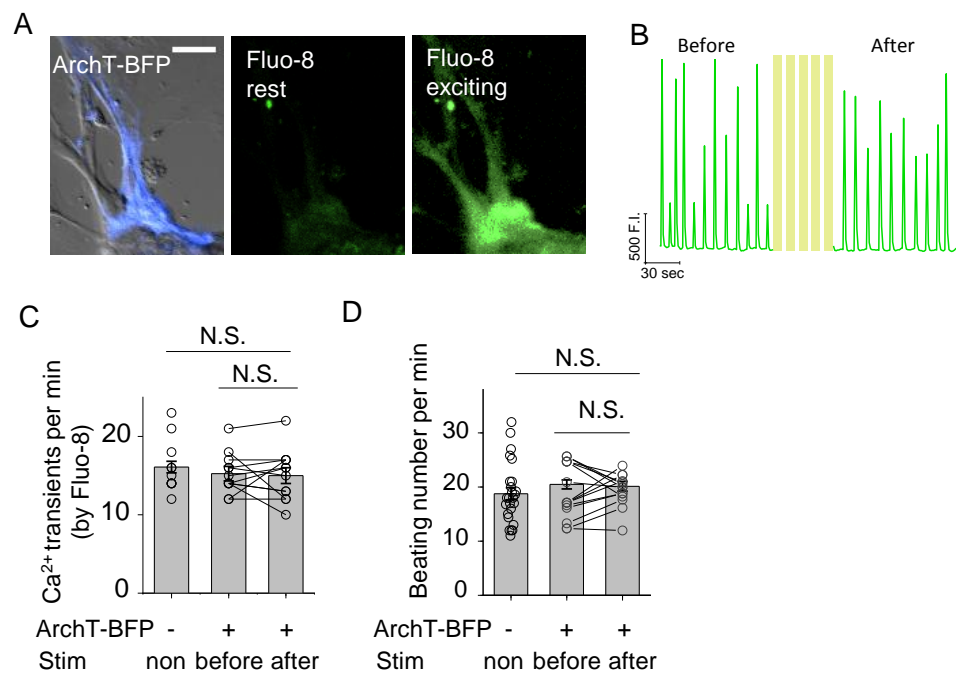 A
ArchT-BFP
Fluo-8
rest
Fluo-8
exciting
B
Before
After
500 F.I.
30 sec
C
N.S.
N.S.
Ca²⁺ transients per min
(by Fluo-8)
20
10
0
ArchT-BFP - + +
Stim non before after
D
N.S.
N.S.
Beating number per min
30
20
10
0
ArchT-BFP - + +
Stim non before after